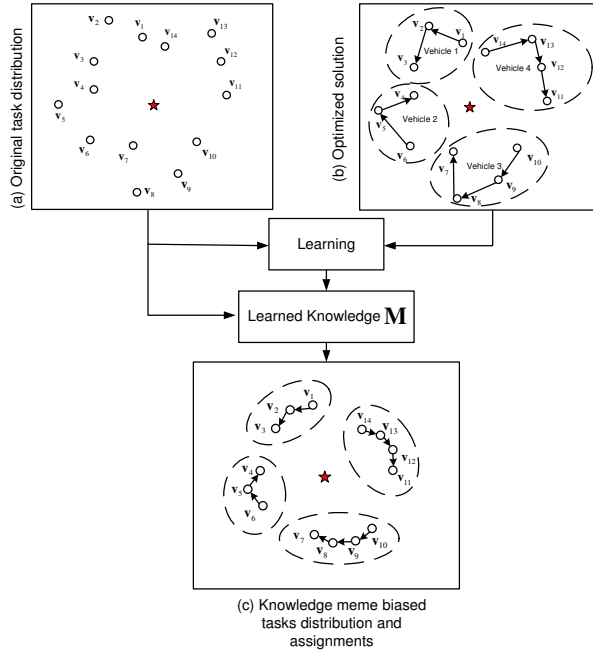 (a) Original task distribution
v2
v1
v14
v13
v3
v12
v4
v11
v5
v6
v7
v10
v9
v8
(b) Optimized solution
v2
v1
v14
v13
v3
Vehicle 1
Vehicle 4
v12
v4
v11
v5
Vehicle 2
v6
Vehicle 3
v10
v7
v9
v8
Learning
Learned Knowledge M
v1
v2
v3
v14
v13
v12
v4
v11
v5
v6
v7
v10
v8
v9
(c) Knowledge meme biased
tasks distribution and
assignments